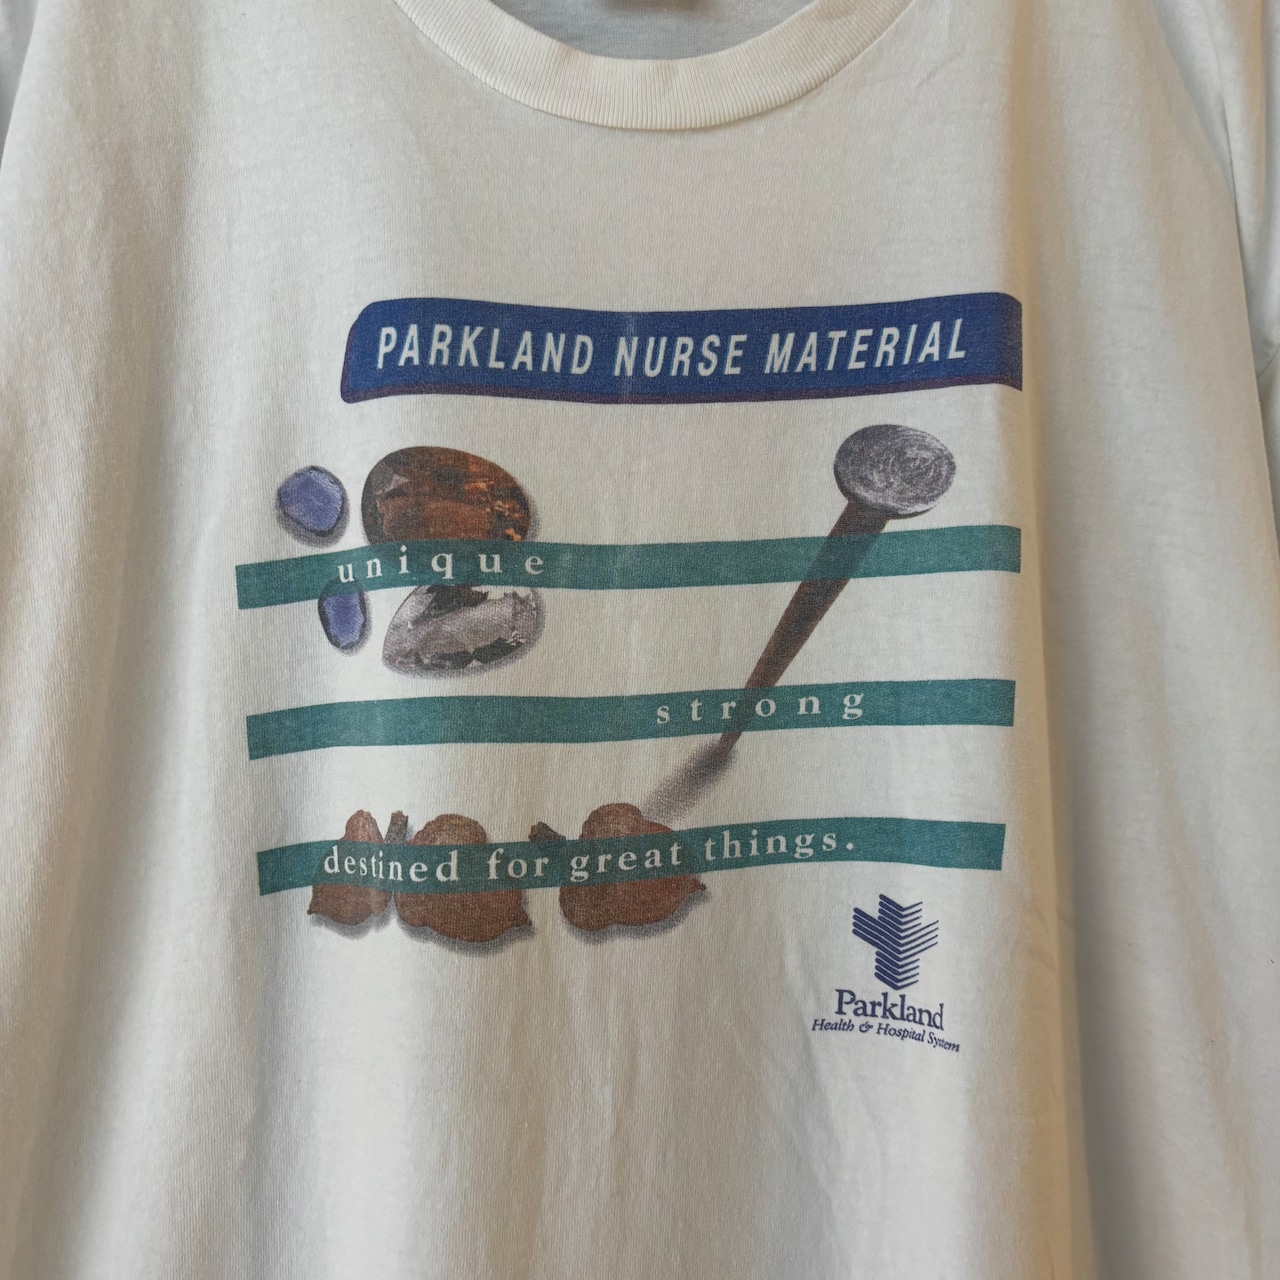 PARKLAND NURSE MATERIAL
unique
strong
destined for great things.
Parkland
Health & Hospital System